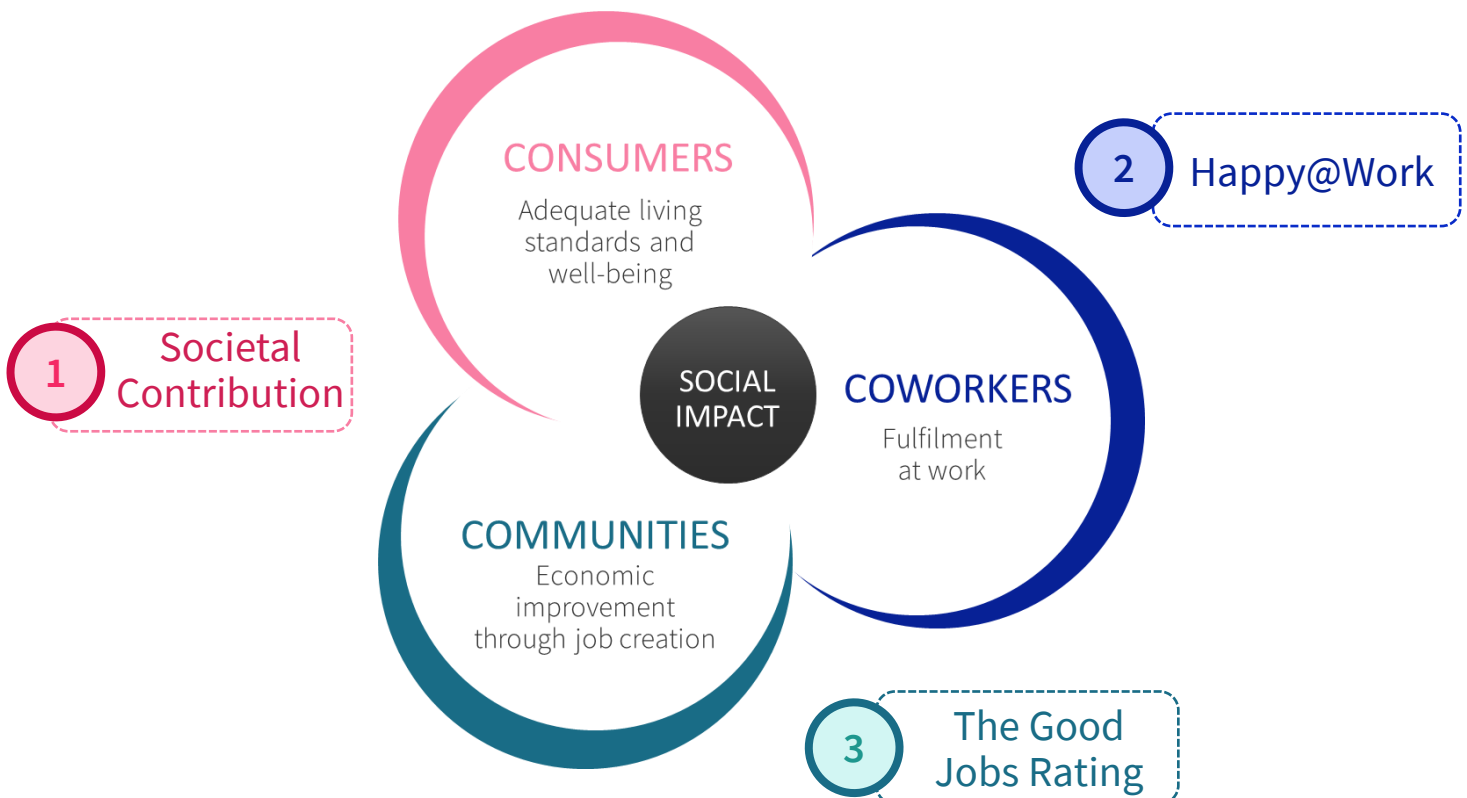 CONSUMERS
Adequate living
standards and
well-being
2
Happy@Work
1
Societal
Contribution
SOCIAL
IMPACT
COWORKERS
Fulfilment
at work
COMMUNITIES
Economic
improvement
through job creation
3
The Good
Jobs Rating